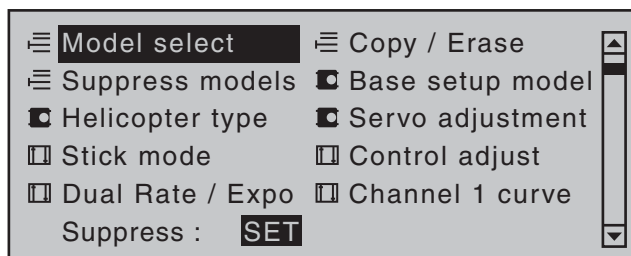 Model select Copy / Erase
Suppress models Base setup model
Helicopter type Servo adjustment
Stick mode Control adjust
Dual Rate / Expo Channel 1 curve
Suppress : SET